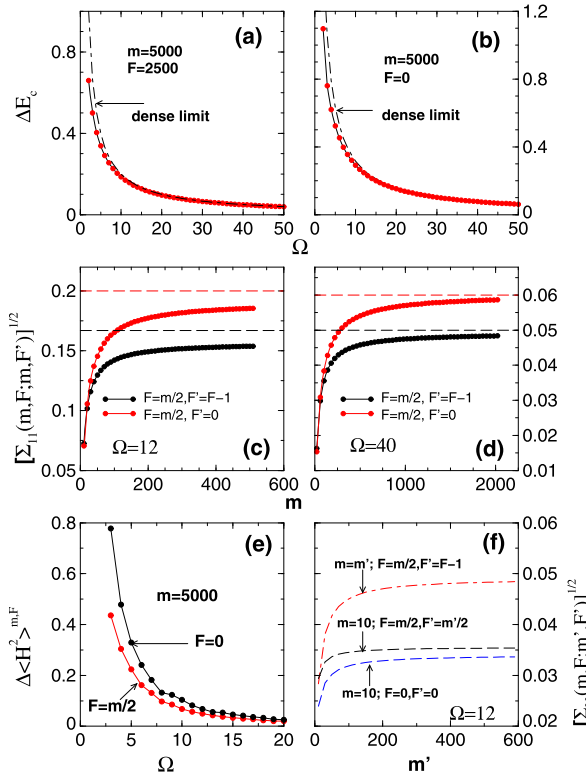 1.2
(a)
(b)
m=5000
F=2500
m=5000
F=0
0.8
0.8
ΔE_c
dense limit
dense limit
0.4
0.4
0
0 10 20 30 40 50
0 10 20 30 40 50
0
Ω
0.2
0.06
0.05
0.15
0.04
0.03
0.1
0.02
0.05
0.01
[Σ₁₁(m,F;m,F')]^{1/2}
F=m/2, F'=F-1
F=m/2, F'=0
F=m/2, F'=F-1
F=m/2, F'=0
(c)
Ω=12
Ω=40
(d)
0 200 400 600
0 1000 2000
m
0.8
0.06
(e)
(f)
m=m'; F=m/2,F'=F-1
0.6
0.05
m=5000
0.4
0.04
m=10; F=m/2,F'=m'/2
F=0
0.2
0.03
m=10; F=0,F'=0
F=m/2
Ω=12
0
0.02
Δ<H²>^{m,F}
0 5 10 15 20
0 200 400 600
Ω
m'